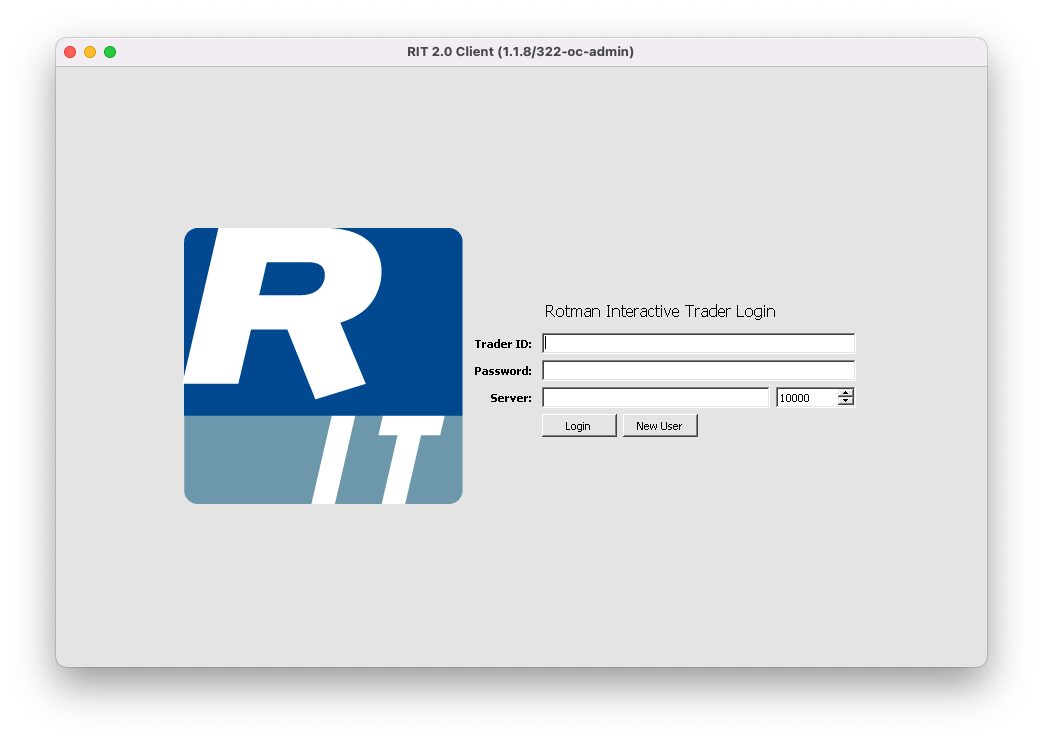 RIT 2.0 Client (1.1.8/322-oc-admin)
R
IT
Rotman Interactive Trader Login
Trader ID:
Password:
Server:
10000
Login
New User